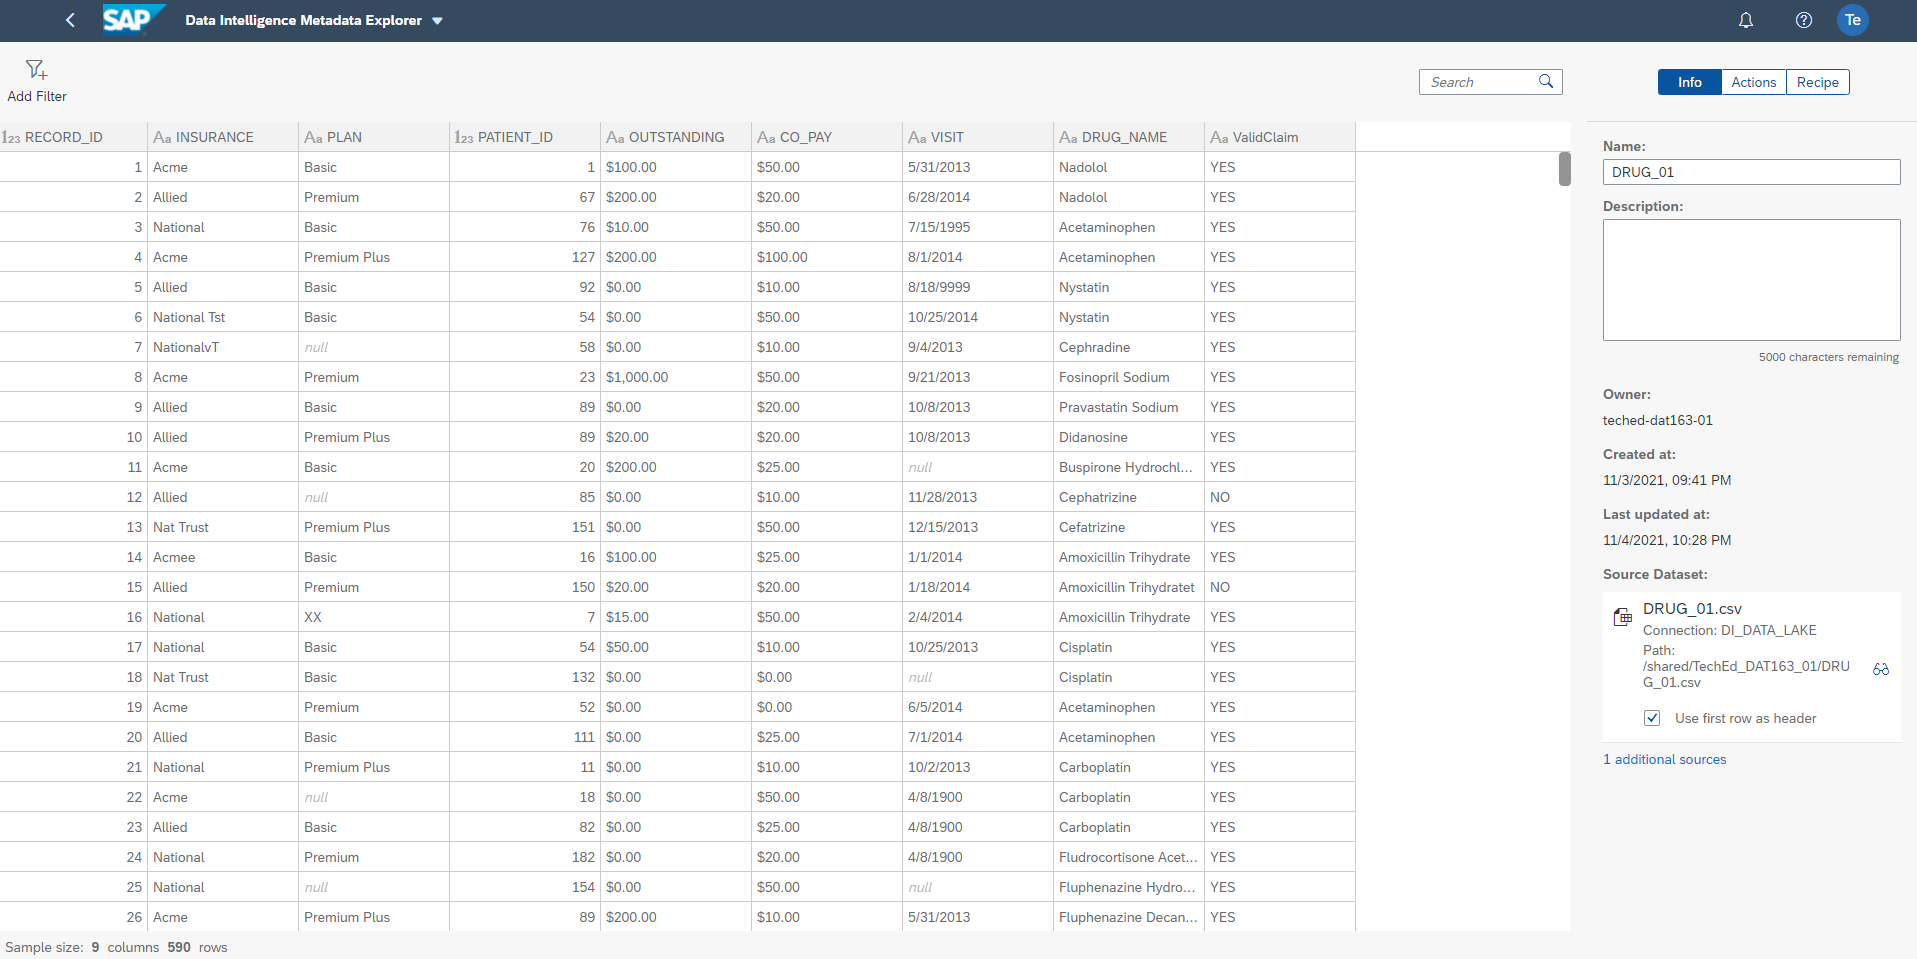 SAP Data Intelligence Metadata Explorer Te
Add Filter
Search
Info Actions Recipe
123 RECORD_ID Aa INSURANCE Aa PLAN 123 PATIENT_ID Aa OUTSTANDING Aa CO_PAY Aa VISIT Aa DRUG_NAME Aa ValidClaim
1 Acme Basic 1 $100.00 $50.00 5/31/2013 Nadolol YES
2 Allied Premium 67 $200.00 $20.00 6/28/2014 Nadolol YES
3 National Basic 76 $10.00 $50.00 7/15/1995 Acetaminophen YES
4 Acme Premium Plus 127 $200.00 $100.00 8/1/2014 Acetaminophen YES
5 Allied Basic 92 $0.00 $10.00 8/18/9999 Nystatin YES
6 National Tst Basic 54 $0.00 $50.00 10/25/2014 Nystatin YES
7 NationalvT null 58 $0.00 $10.00 9/4/2013 Cephradine YES
8 Acme Premium 23 $1,000.00 $50.00 9/21/2013 Fosinopril Sodium YES
9 Allied Basic 89 $0.00 $20.00 10/8/2013 Pravastatin Sodium YES
10 Allied Premium Plus 89 $20.00 $20.00 10/8/2013 Didanosine YES
11 Acme Basic 20 $200.00 $25.00 null Buspirone Hydrochl... YES
12 Allied null 85 $0.00 $10.00 11/28/2013 Cephatrizine NO
13 Nat Trust Premium Plus 151 $0.00 $50.00 12/15/2013 Cefatrizine YES
14 Acmee Basic 16 $100.00 $25.00 1/1/2014 Amoxicillin Trihydrate YES
15 Allied Premium 150 $20.00 $20.00 1/18/2014 Amoxicillin Trihydratet NO
16 National XX 7 $15.00 $50.00 2/4/2014 Amoxicillin Trihydrate YES
17 National Basic 54 $50.00 $10.00 10/25/2013 Cisplatin YES
18 Nat Trust Basic 132 $0.00 $0.00 null Cisplatin YES
19 Acme Premium 52 $0.00 $0.00 6/5/2014 Acetaminophen YES
20 Allied Basic 111 $0.00 $25.00 7/1/2014 Acetaminophen YES
21 National Premium Plus 11 $0.00 $10.00 10/2/2013 Carboplatin YES
22 Acme null 18 $0.00 $50.00 4/8/1900 Carboplatin YES
23 Allied Basic 82 $0.00 $25.00 4/8/1900 Carboplatin YES
24 National Premium 182 $0.00 $20.00 4/8/1900 Fludrocortisone Acet... YES
25 National null 154 $0.00 $50.00 null Fluphenazine Hydro... YES
26 Acme Premium Plus 89 $200.00 $10.00 5/31/2013 Fluphenazine Decan... YES
Sample size: 9 columns 590 rows
Name:
DRUG_01
Description:
5000 characters remaining
Owner:
teched-dat163-01
Created at:
11/3/2021, 09:41 PM
Last updated at:
11/4/2021, 10:28 PM
Source Dataset:
DRUG_01.csv
Connection: DI_DATA_LAKE
Path:
/shared/TechEd_DAT163_01/DRU
G_01.csv
Use first row as header
1 additional sources